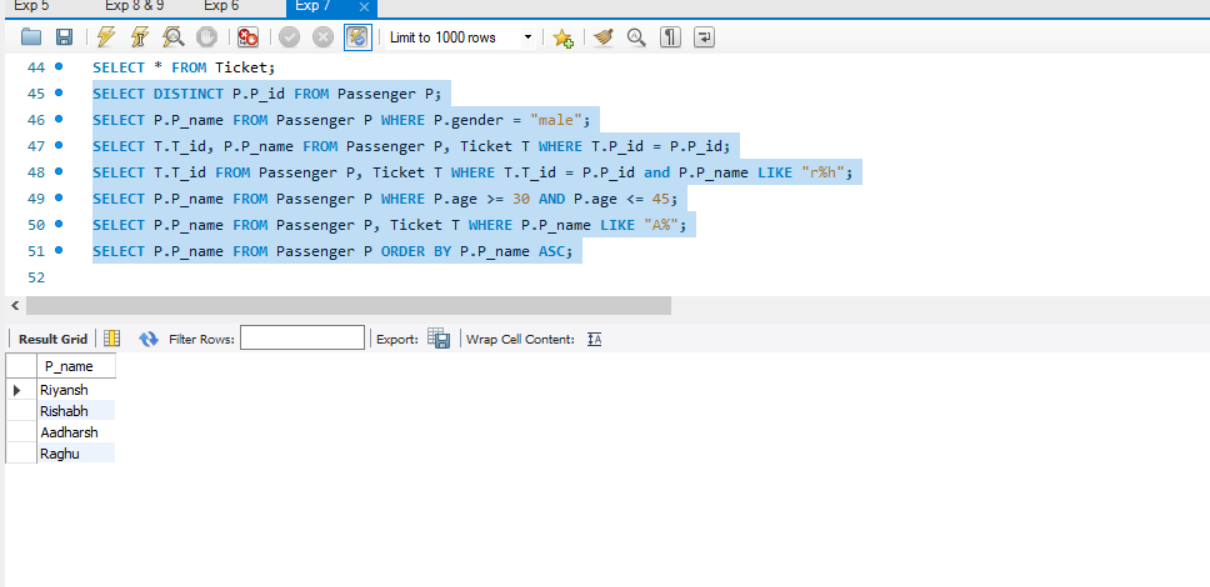 Exp 5 Exp 8 & 9 Exp 6 Exp 7 ×
Limit to 1000 rows
44 SELECT * FROM Ticket;
45 SELECT DISTINCT P.P_id FROM Passenger P;
46 SELECT P.P_name FROM Passenger P WHERE P.gender = "male";
47 SELECT T.T_id, P.P_name FROM Passenger P, Ticket T WHERE T.P_id = P.P_id;
48 SELECT T.T_id FROM Passenger P, Ticket T WHERE T.T_id = P.P_id and P.P_name LIKE "r%h";
49 SELECT P.P_name FROM Passenger P WHERE P.age >= 30 AND P.age <= 45;
50 SELECT P.P_name FROM Passenger P, Ticket T WHERE P.P_name LIKE "A%";
51 SELECT P.P_name FROM Passenger P ORDER BY P.P_name ASC;
52
Result Grid Filter Rows: Export: Wrap Cell Content:
P_name
Riyansh
Rishabh
Aadharsh
Raghu